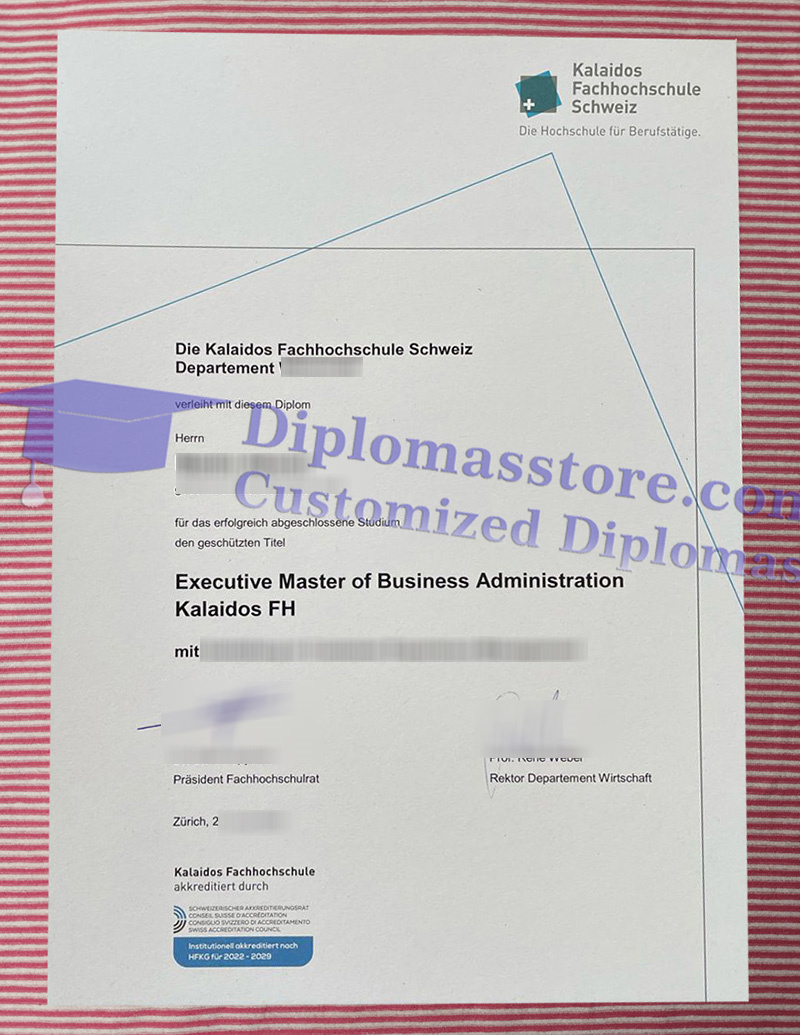 Kalaidos
Fachhochschule
Schweiz
Die Hochschule für Berufstätige.
Die Kalaidos Fachhochschule Schweiz
Departement
verleiht mit diesem Diplom
Herrn
Diplomasstore.com
Customized Diplomas
für das erfolgreich abgeschlossene Studium
den geschützten Titel
Executive Master of Business Administration
Kalaidos FH
mit
Prof. René Weber
Präsident Fachhochschulrat
Rektor Departement Wirtschaft
Zürich, 2
Kalaidos Fachhochschule
akkreditiert durch
SCHWEIZERISCHER AKKREDITIERUNGSRAT
CONSEIL SUISSE D'ACCRÉDITATION
CONSIGLIO SVIZZERO DI ACCREDITAMENTO
SWISS ACCREDITATION COUNCIL
Institutionell akkreditiert nach
HFKG für 2022 - 2029